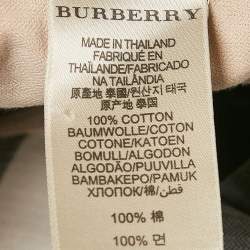 BURBERRY
MADE IN THAILAND
FABRIQUÉ EN
THAÏLANDE/FABRICADO
NA TAILÂNDIA
原產地 泰國/원산지 태국
原产地 泰国
100% COTTON
BAUMWOLLE/COTON
COTONE/KATOEN
BOMULL/ALGODÓN
ALGODÃO/PUUVILLA
BAMBAKEPO/PAMUK
ХЛОПОК/棉/قطن
100% 棉
100% 면